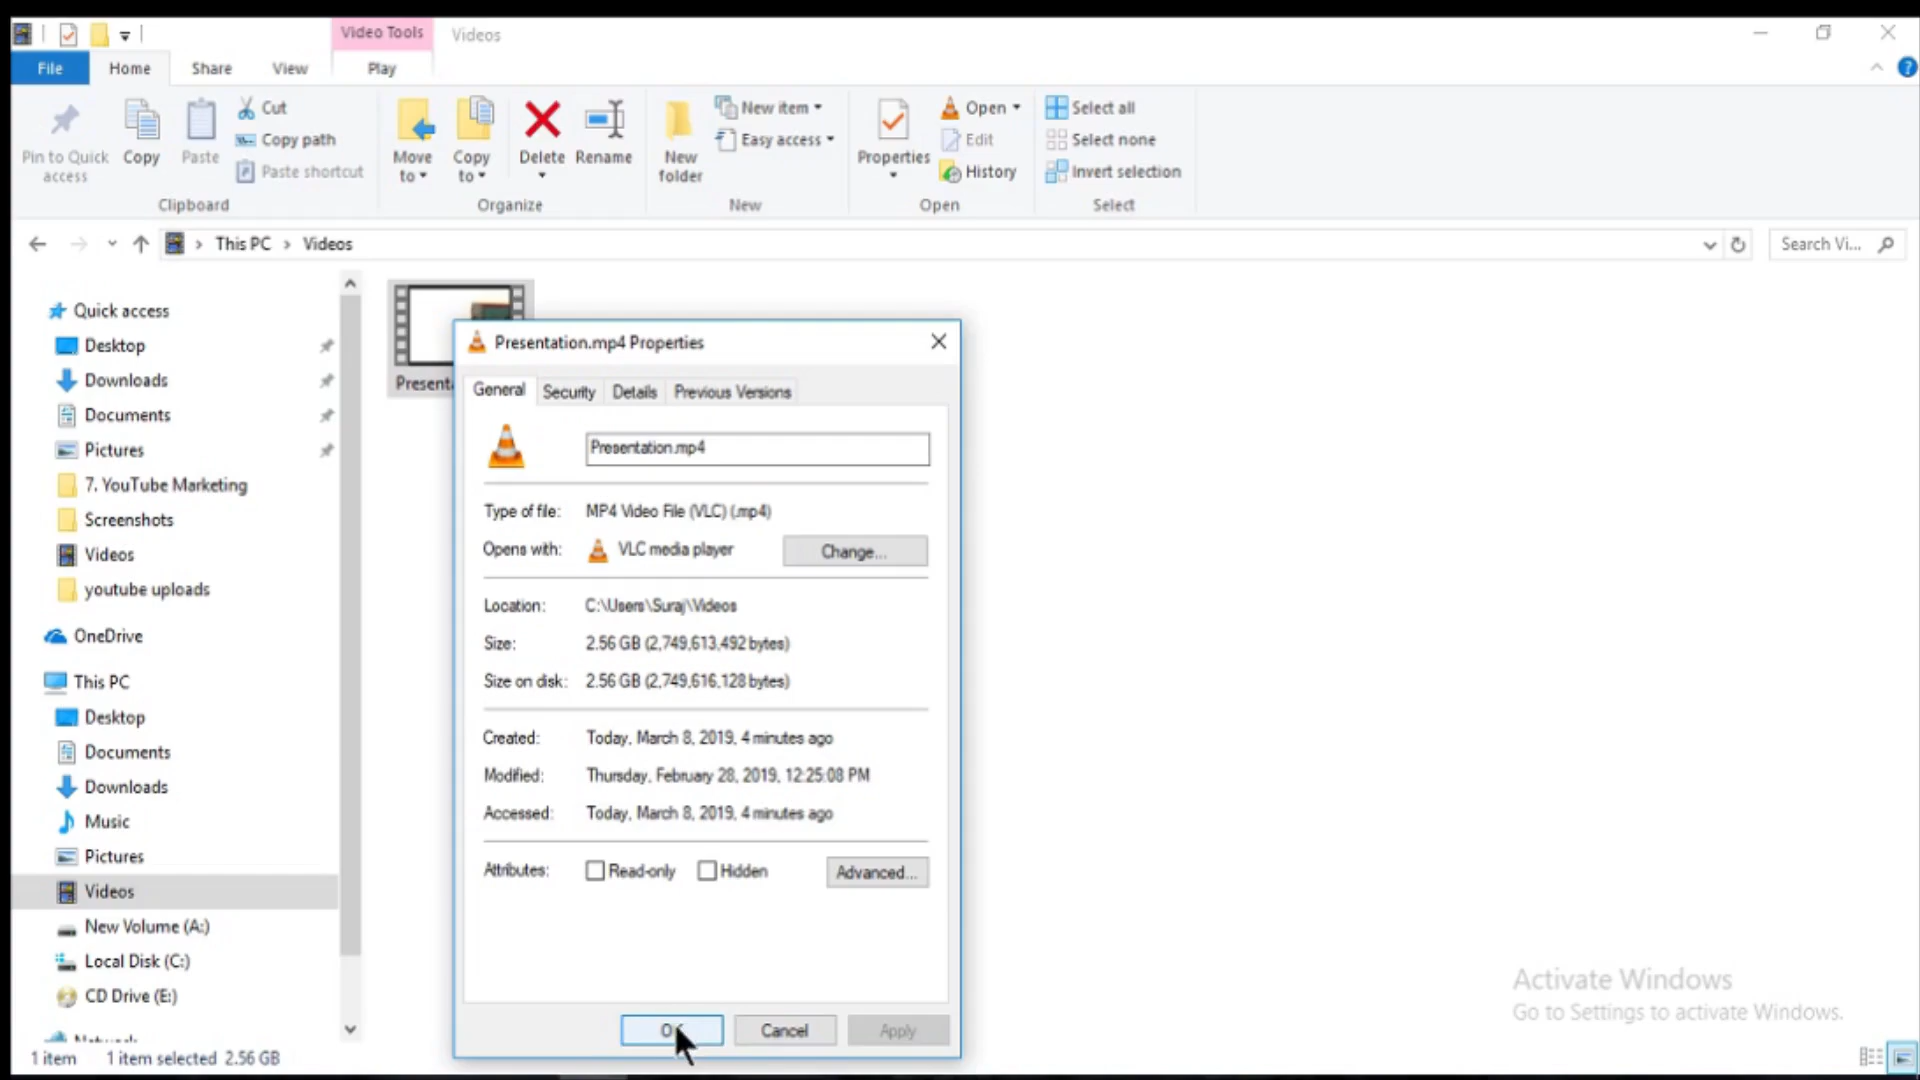 Video Tools
Videos
File
Home
Share
View
Play
Pin to Quick
access
Copy
Paste
Cut
Copy path
Paste shortcut
Clipboard
Move
to
Copy
to
Delete
Rename
Organize
New
folder
New item
Easy access
New
Properties
Open
Edit
History
Open
Select all
Select none
Invert selection
Select
This PC > Videos
Search Vi...
Quick access
Desktop
Downloads
Documents
Pictures
7. YouTube Marketing
Screenshots
Videos
youtube uploads
OneDrive
This PC
Desktop
Documents
Downloads
Music
Pictures
Videos
New Volume (A:)
Local Disk (C:)
CD Drive (E:)
1 item
1 item selected 2.56 GB
Presentation.mp4 Properties
General
Security
Details
Previous Versions
Presentation.mp4
Type of file: MP4 Video File (VLC) (.mp4)
Opens with: VLC media player
Change...
Location: C:\Users\Suraj\Videos
Size: 2.56 GB (2,749,613,492 bytes)
Size on disk: 2.56 GB (2,749,616,128 bytes)
Created: Today, March 8, 2019, 4 minutes ago
Modified: Thursday, February 28, 2019, 12:25:08 PM
Accessed: Today, March 8, 2019, 4 minutes ago
Attributes: Read-only Hidden
Advanced...
OK
Cancel
Apply
Activate Windows
Go to Settings to activate Windows.